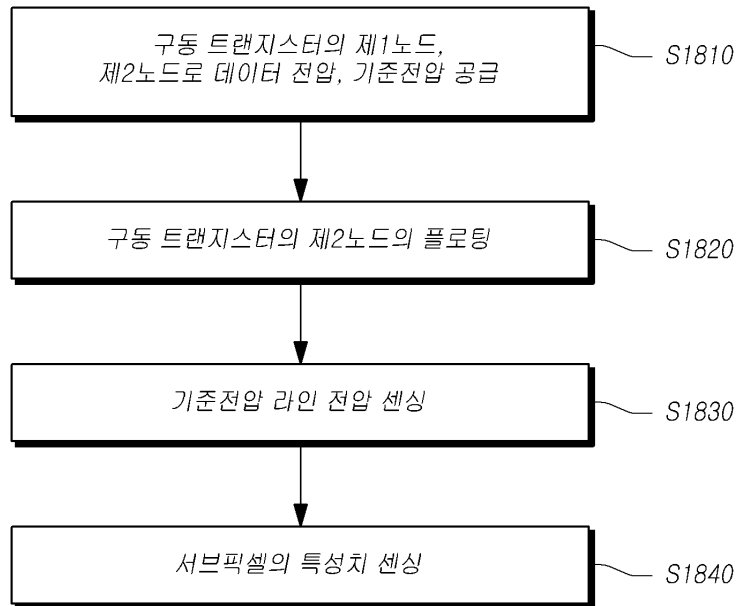 구동 트랜지스터의 제1노드,
제2노드로 데이터 전압, 기준전압 공급
S1810
구동 트랜지스터의 제2노드의 플로팅
S1820
기준전압 라인 전압 센싱
S1830
서브픽셀의 특성치 센싱
S1840